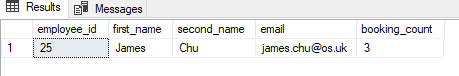 Results Messages
employee_id first_name second_name email booking_count
1 25 James Chu james.chu@os.uk 3